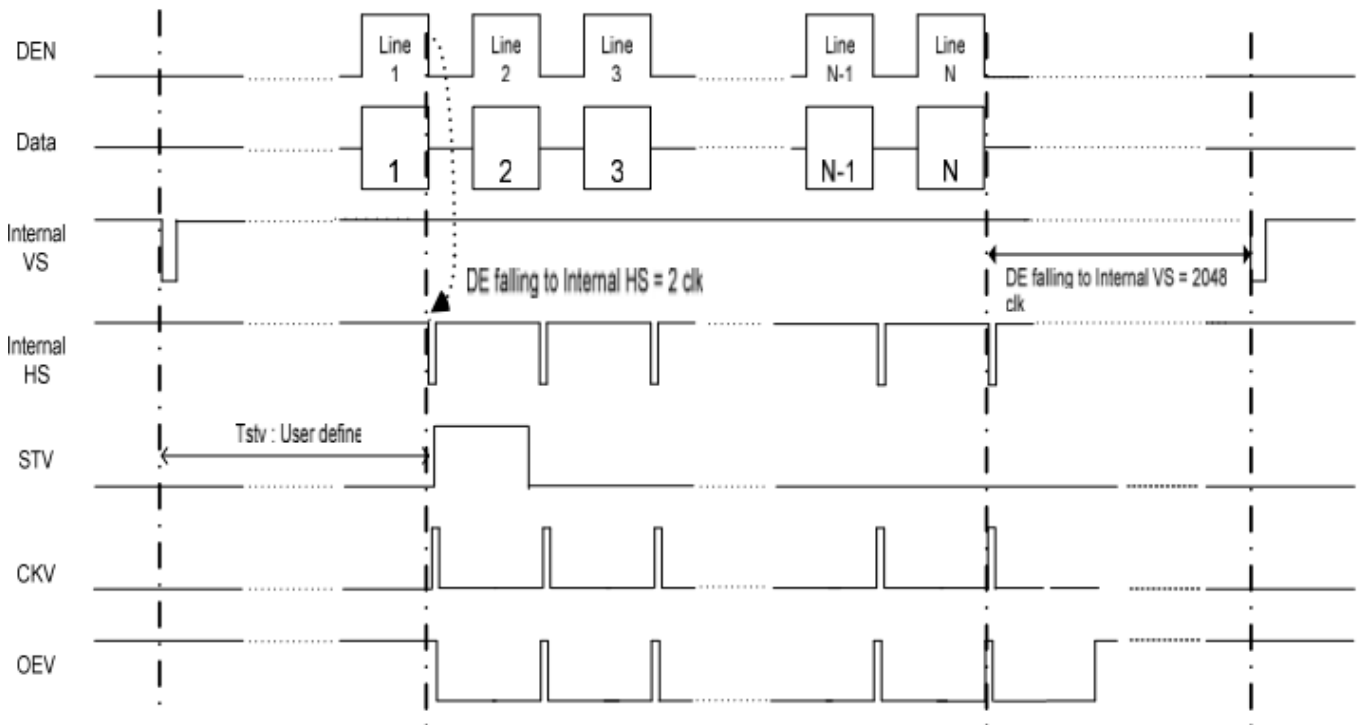 DEN
Line
1
Line
2
Line
3
Line
N-1
Line
N
Data
1
2
3
N-1
N
Internal
VS
DE falling to Internal HS = 2 clk
DE falling to Internal VS = 2048
clk
Internal
HS
Tstv : User define
STV
CKV
OEV